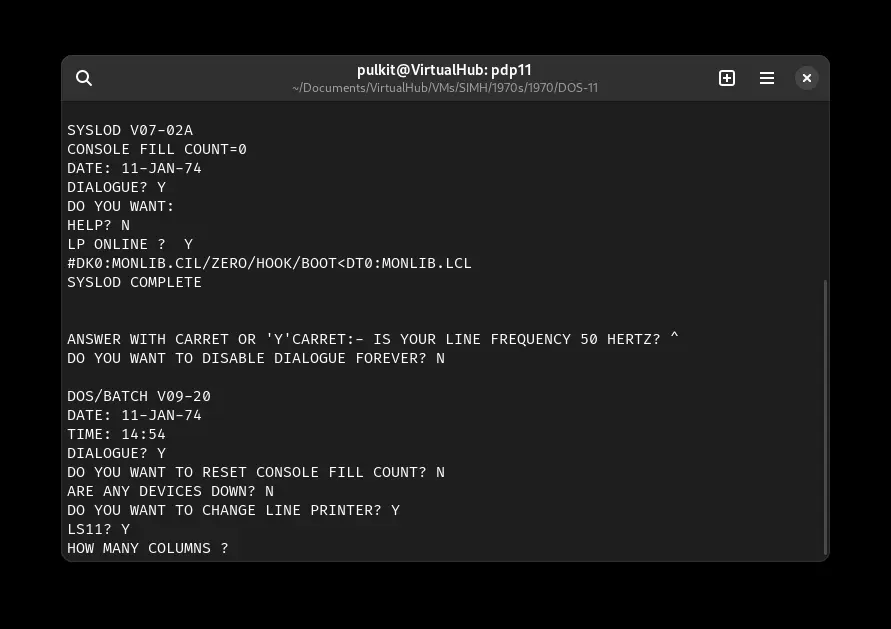 pulkit@VirtualHub: pdp11
~/Documents/VirtualHub/VMs/SIMH/1970s/1970/DOS-11
SYSLOD V07-02A
CONSOLE FILL COUNT=0
DATE: 11-JAN-74
DIALOGUE? Y
DO YOU WANT:
HELP? N
LP ONLINE ?  Y
#DK0:MONLIB.CIL/ZERO/HOOK/BOOT<DT0:MONLIB.LCL
SYSLOD COMPLETE
ANSWER WITH CARRET OR 'Y'CARRET:- IS YOUR LINE FREQUENCY 50 HERTZ? ^
DO YOU WANT TO DISABLE DIALOGUE FOREVER? N
DOS/BATCH V09-20
DATE: 11-JAN-74
TIME: 14:54
DIALOGUE? Y
DO YOU WANT TO RESET CONSOLE FILL COUNT? N
ARE ANY DEVICES DOWN? N
DO YOU WANT TO CHANGE LINE PRINTER? Y
LS11? Y
HOW MANY COLUMNS ?